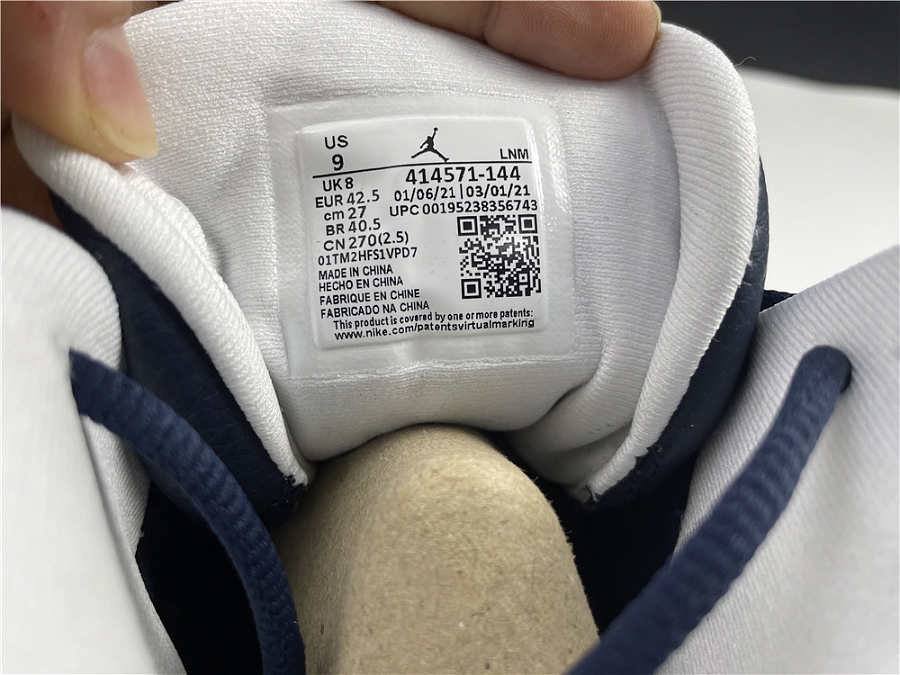 US
9
LNM
UK 8
414571-144
EUR 42.5
01/06/21 | 03/01/21
cm 27
UPC 00195238356743
BR 40.5
CN 270(2.5)
01TM2HFS1VPD7
MADE IN CHINA
HECHO EN CHINA
FABRIQUE EN CHINE
FABRICADO NA CHINA
This product is covered by one or more patents:
www.nike.com/patentsvirtualmarking